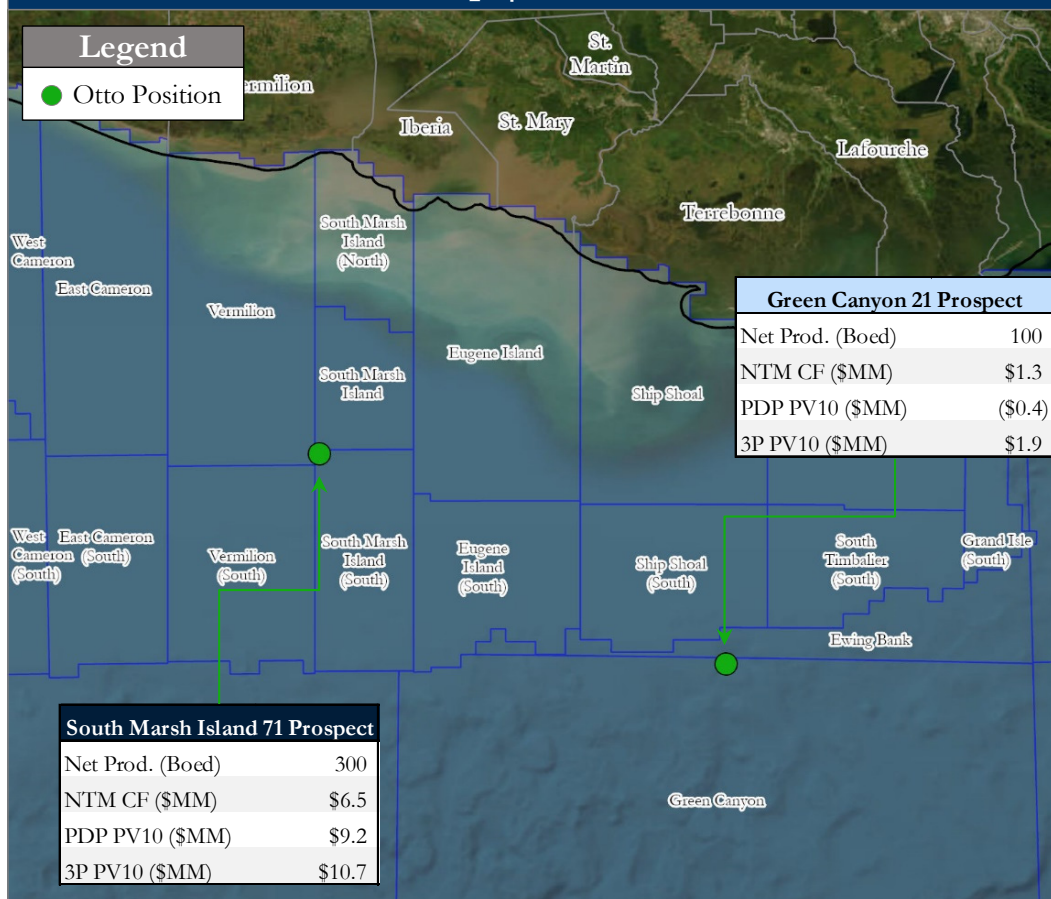 Legend
Otto Position
St.
Martin
ermilion
Iberia
St. Mary
Lafourche
Terrebonne
South Marsh
Island
(North)
West
Cameron
East Cameron
Vermilion
Eugene Island
South Marsh
Island
Ship Shoal
Green Canyon 21 Prospect
Net Prod. (Boed) 100
NTM CF ($MM) $1.3
PDP PV10 ($MM) ($0.4)
3P PV10 ($MM) $1.9
West
Cameron
(South)
East Cameron
(South)
Vermilion
(South)
South Marsh
Island
(South)
Eugene
Island
(South)
Ship Shoal
(South)
South
Timbalier
(South)
Grand Isle
(South)
Ewing Bank
South Marsh Island 71 Prospect
Net Prod. (Boed) 300
NTM CF ($MM) $6.5
PDP PV10 ($MM) $9.2
3P PV10 ($MM) $10.7
Green Canyon